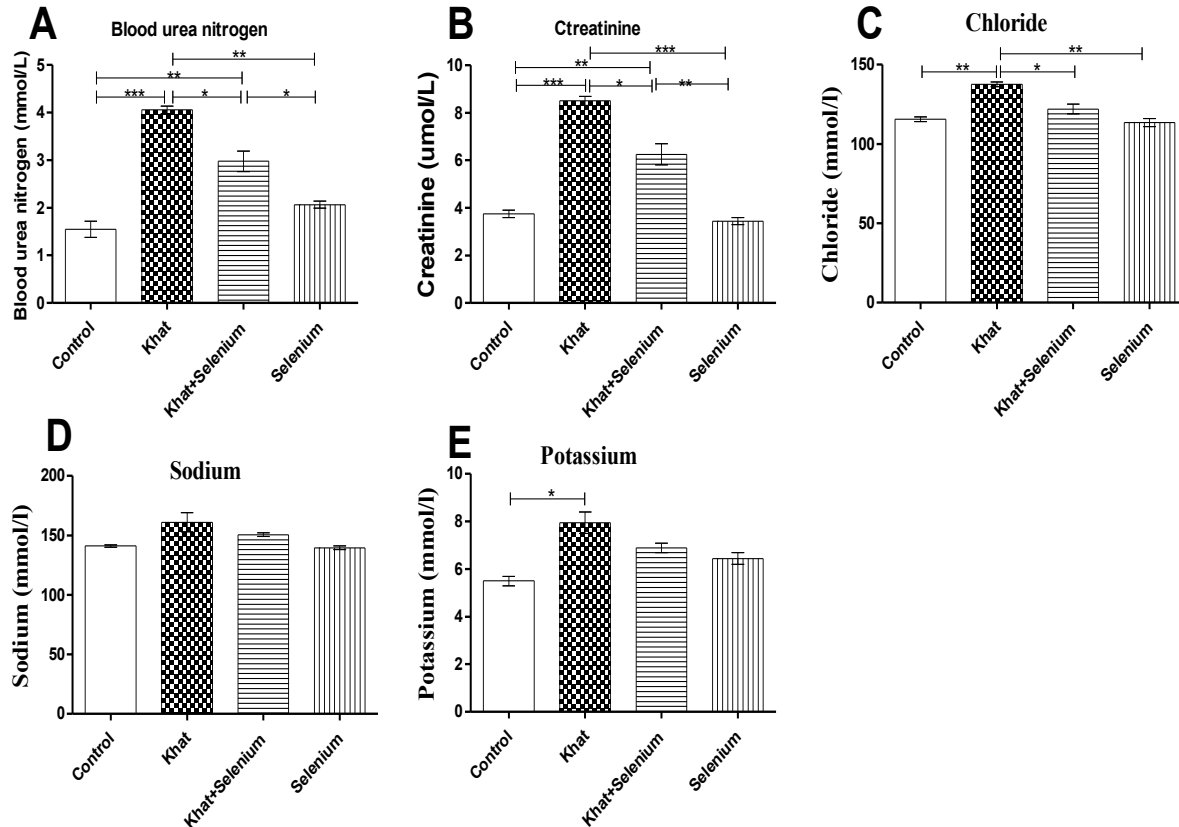 A
Blood urea nitrogen
Blood urea nitrogen (mmol/L)
5
4
3
2
1
0
**
**
***
*
*
Control
Khat
Khat+Selenium
Selenium
B
Ctreatinine
Creatinine (umol/L)
10
8
6
4
2
0
***
**
***
*
**
Control
Khat
Khat+Selenium
Selenium
C
Chloride
Chloride (mmol/l)
150
100
50
0
**
**
*
Control
Khat
Khat+Selenium
Selenium
D
Sodium
Sodium (mmol/l)
200
150
100
50
0
Control
Khat
Khat+Selenium
Selenium
E
Potassium
Potassium (mmol/l)
10
8
6
4
2
0
*
Control
Khat
Khat+Selenium
Selenium